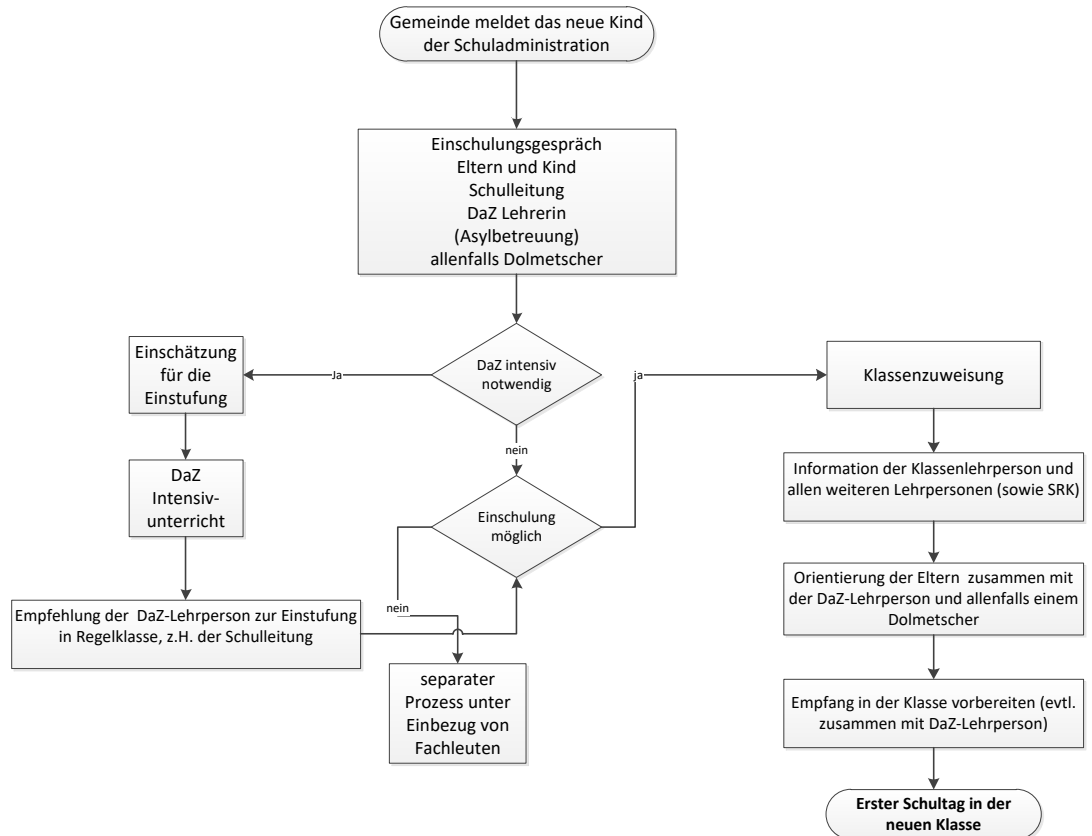 Gemeinde meldet das neue Kind
der Schuladministration
Einschulungsgespräch
Eltern und Kind
Schulleitung
DaZ Lehrerin
(Asylbetreuung)
allenfalls Dolmetscher
DaZ intensiv
notwendig
Ja
Einschätzung
für die
Einstufung
DaZ
Intensiv-
unterricht
Empfehlung der DaZ-Lehrperson zur Einstufung
in Regelklasse, z.H. der Schulleitung
nein
Einschulung
möglich
nein
separater
Prozess unter
Einbezug von
Fachleuten
ja
Klassenzuweisung
Information der Klassenlehrperson und
allen weiteren Lehrpersonen (sowie SRK)
Orientierung der Eltern zusammen mit
der DaZ-Lehrperson und allenfalls einem
Dolmetscher
Empfang in der Klasse vorbereiten (evtl.
zusammen mit DaZ-Lehrperson)
Erster Schultag in der
neuen Klasse